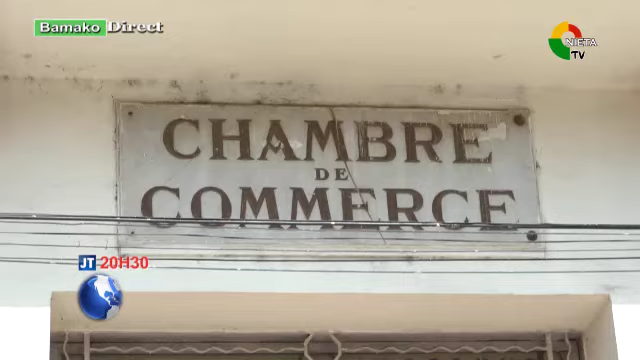 Bamako Direct
NIETA
TV
CHAMBRE
DE
COMMERCE
JT 20H30